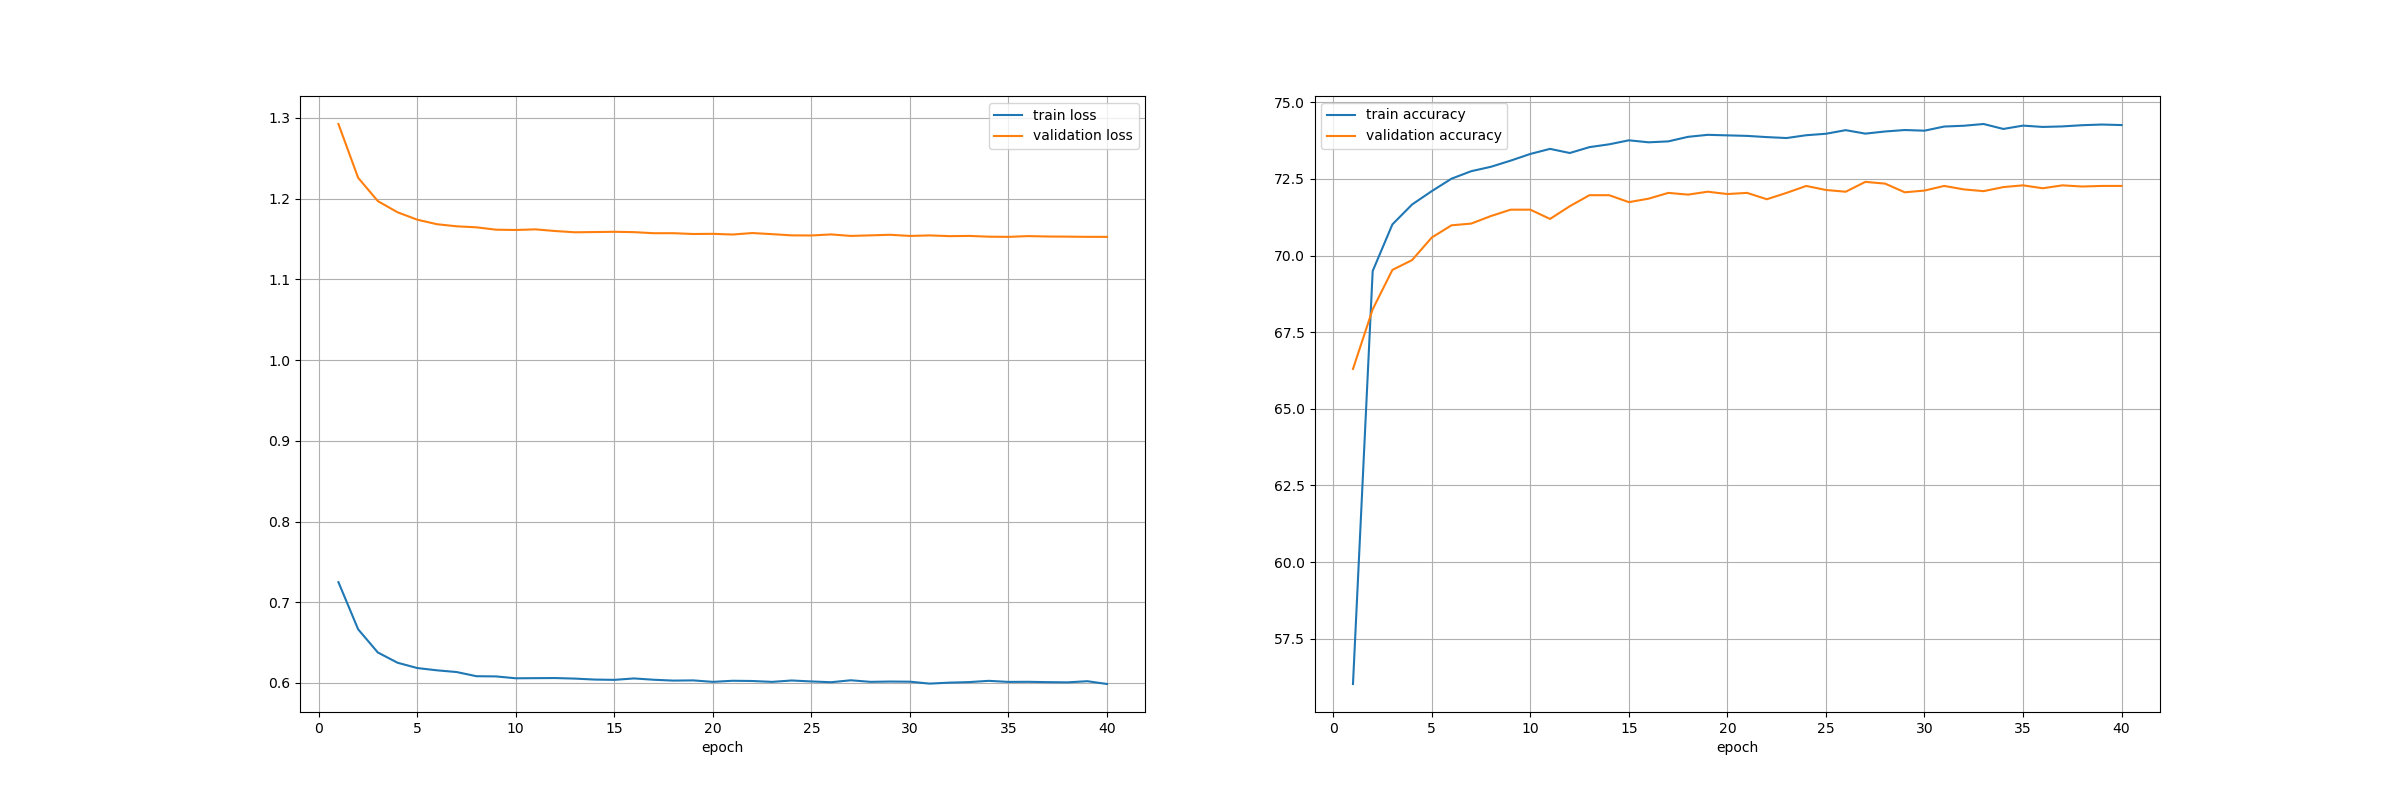 1.3
1.2
1.1
1.0
0.9
0.8
0.7
0.6
0 5 10 15 20 25 30 35 40
epoch
train loss
validation loss
75.0
72.5
70.0
67.5
65.0
62.5
60.0
57.5
0 5 10 15 20 25 30 35 40
epoch
train accuracy
validation accuracy